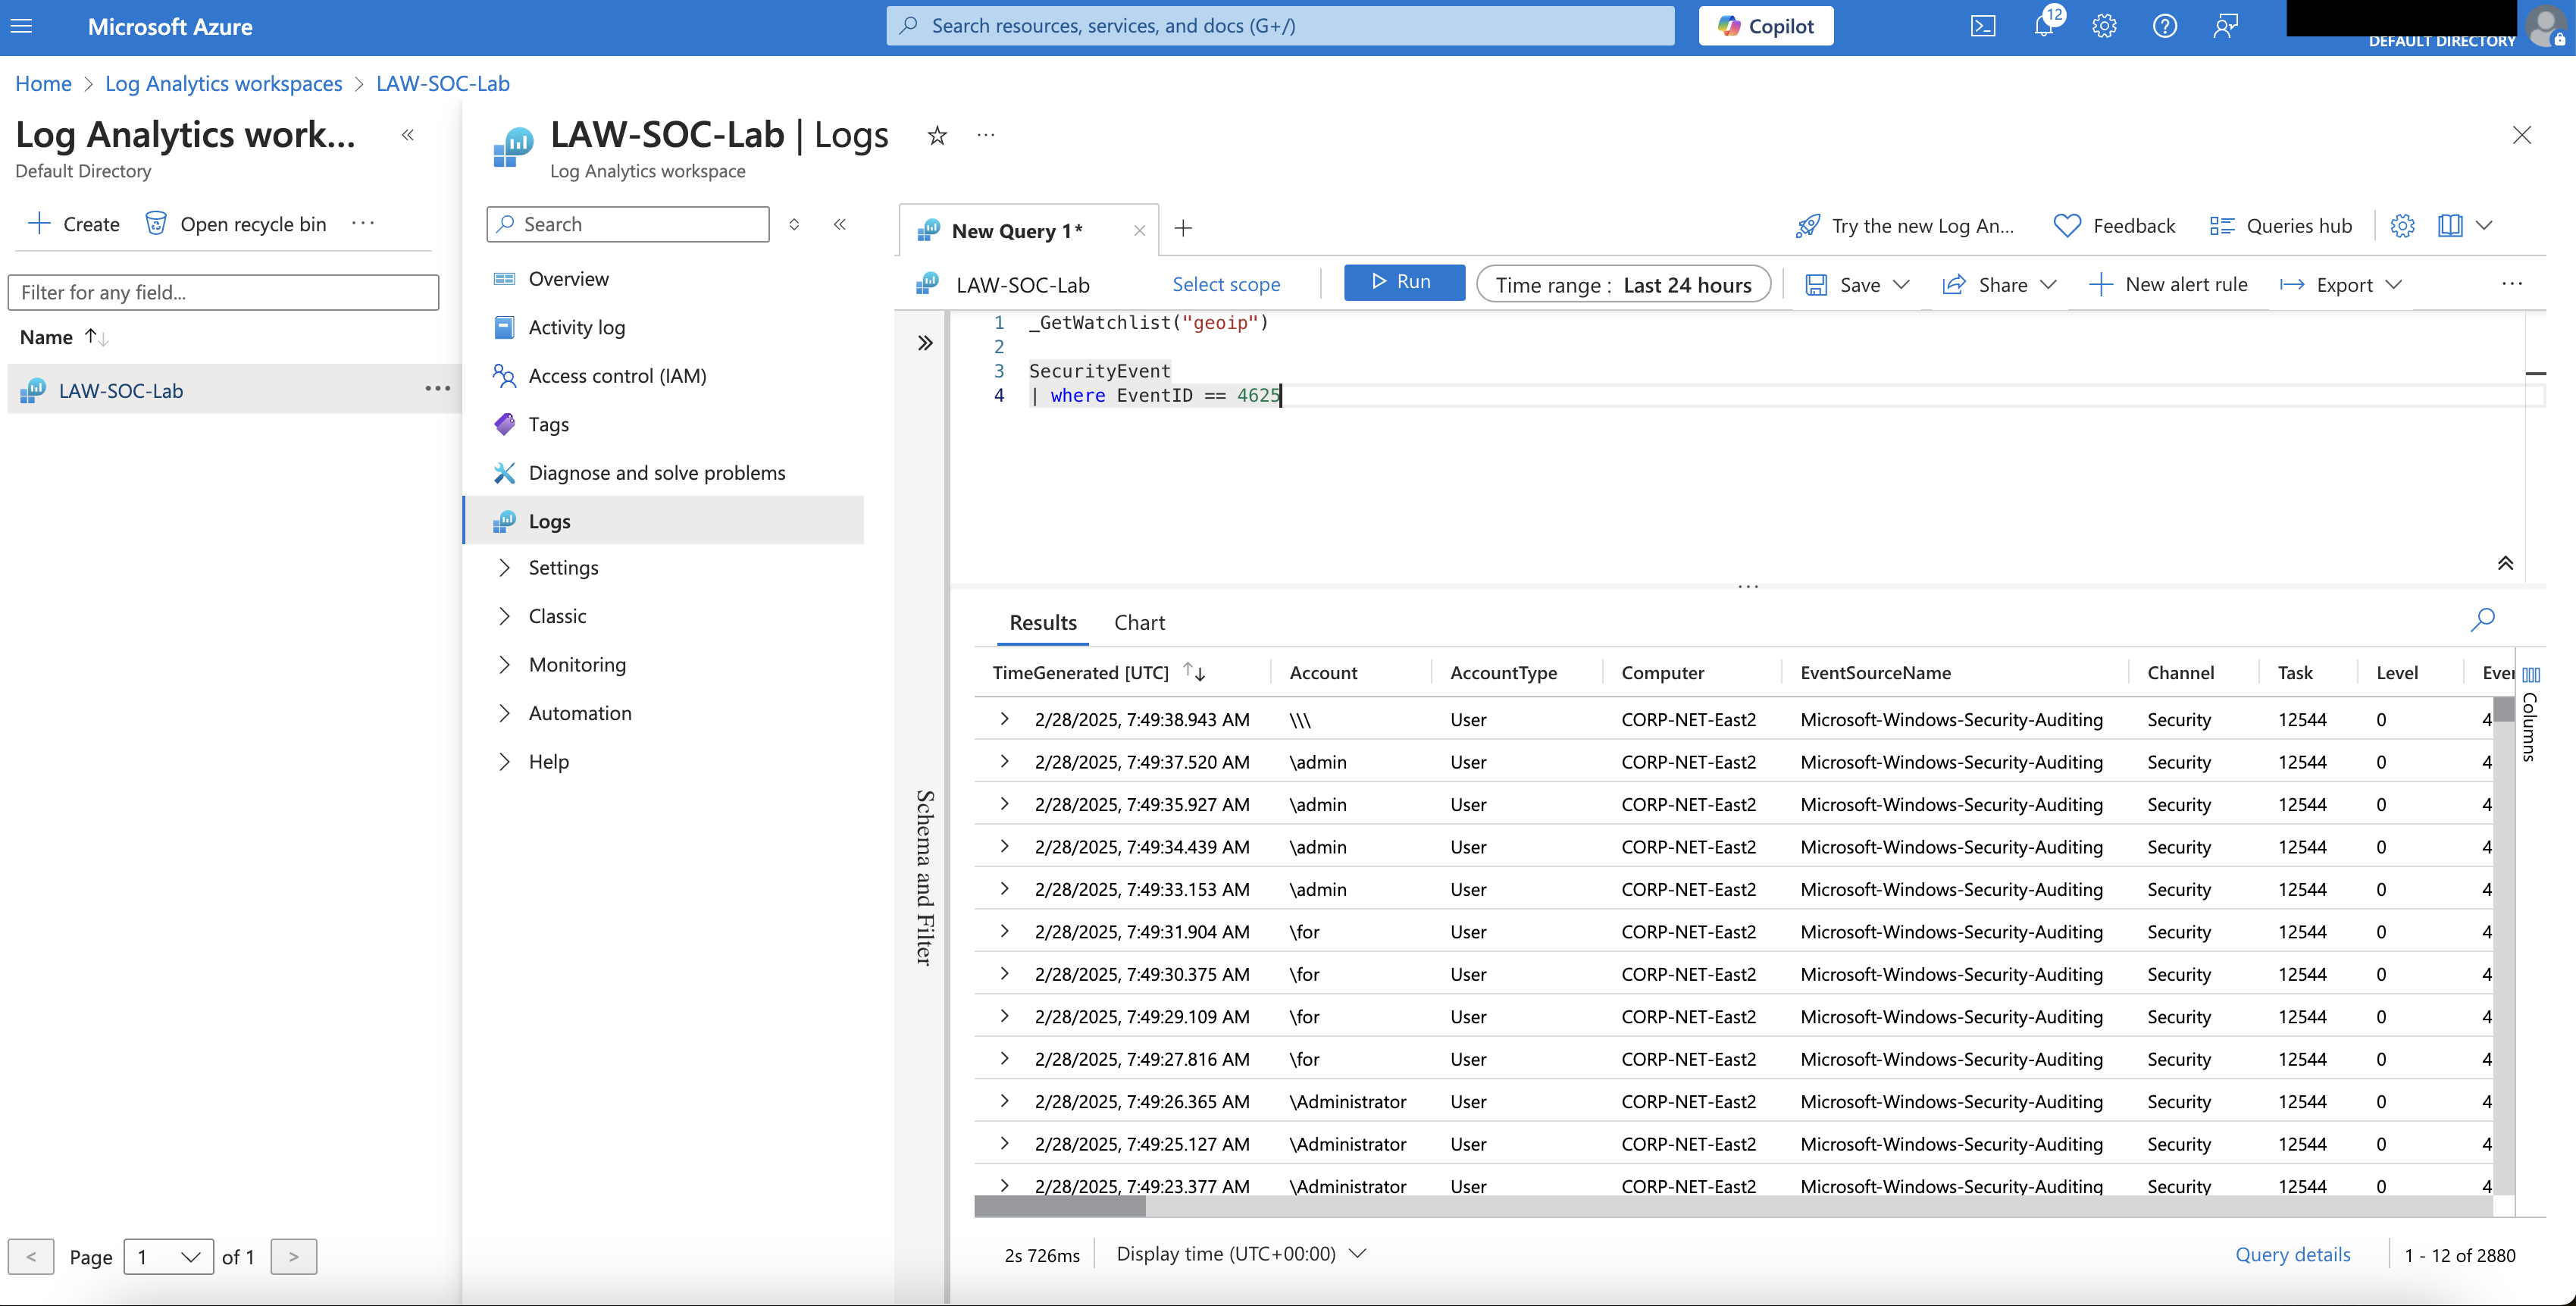 Microsoft Azure
Search resources, services, and docs (G+/)
Copilot
12
DEFAULT DIRECTORY
Home > Log Analytics workspaces > LAW-SOC-Lab
Log Analytics work...
Default Directory
Create
Open recycle bin
Filter for any field...
Name
LAW-SOC-Lab
Page 1 of 1
LAW-SOC-Lab | Logs
Log Analytics workspace
Search
Overview
Activity log
Access control (IAM)
Tags
Diagnose and solve problems
Logs
Settings
Classic
Monitoring
Automation
Help
New Query 1*
Try the new Log An...
Feedback
Queries hub
LAW-SOC-Lab
Select scope
Run
Time range : Last 24 hours
Save
Share
New alert rule
Export
Schema and Filter
1 _GetWatchlist("geoip")
2
3 SecurityEvent
4 | where EventID == 4625
Results
Chart
TimeGenerated [UTC] Account AccountType Computer EventSourceName Channel Task Level Ever
2/28/2025, 7:49:38.943 AM \\\ User CORP-NET-East2 Microsoft-Windows-Security-Auditing Security 12544 0 4
2/28/2025, 7:49:37.520 AM \admin User CORP-NET-East2 Microsoft-Windows-Security-Auditing Security 12544 0 4
2/28/2025, 7:49:35.927 AM \admin User CORP-NET-East2 Microsoft-Windows-Security-Auditing Security 12544 0 4
2/28/2025, 7:49:34.439 AM \admin User CORP-NET-East2 Microsoft-Windows-Security-Auditing Security 12544 0 4
2/28/2025, 7:49:33.153 AM \admin User CORP-NET-East2 Microsoft-Windows-Security-Auditing Security 12544 0 4
2/28/2025, 7:49:31.904 AM \for User CORP-NET-East2 Microsoft-Windows-Security-Auditing Security 12544 0 4
2/28/2025, 7:49:30.375 AM \for User CORP-NET-East2 Microsoft-Windows-Security-Auditing Security 12544 0 4
2/28/2025, 7:49:29.109 AM \for User CORP-NET-East2 Microsoft-Windows-Security-Auditing Security 12544 0 4
2/28/2025, 7:49:27.816 AM \for User CORP-NET-East2 Microsoft-Windows-Security-Auditing Security 12544 0 4
2/28/2025, 7:49:26.365 AM \Administrator User CORP-NET-East2 Microsoft-Windows-Security-Auditing Security 12544 0 4
2/28/2025, 7:49:25.127 AM \Administrator User CORP-NET-East2 Microsoft-Windows-Security-Auditing Security 12544 0 4
2/28/2025, 7:49:23.377 AM \Administrator User CORP-NET-East2 Microsoft-Windows-Security-Auditing Security 12544 0 4
Columns
2s 726ms
Display time (UTC+00:00)
Query details
1 - 12 of 2880